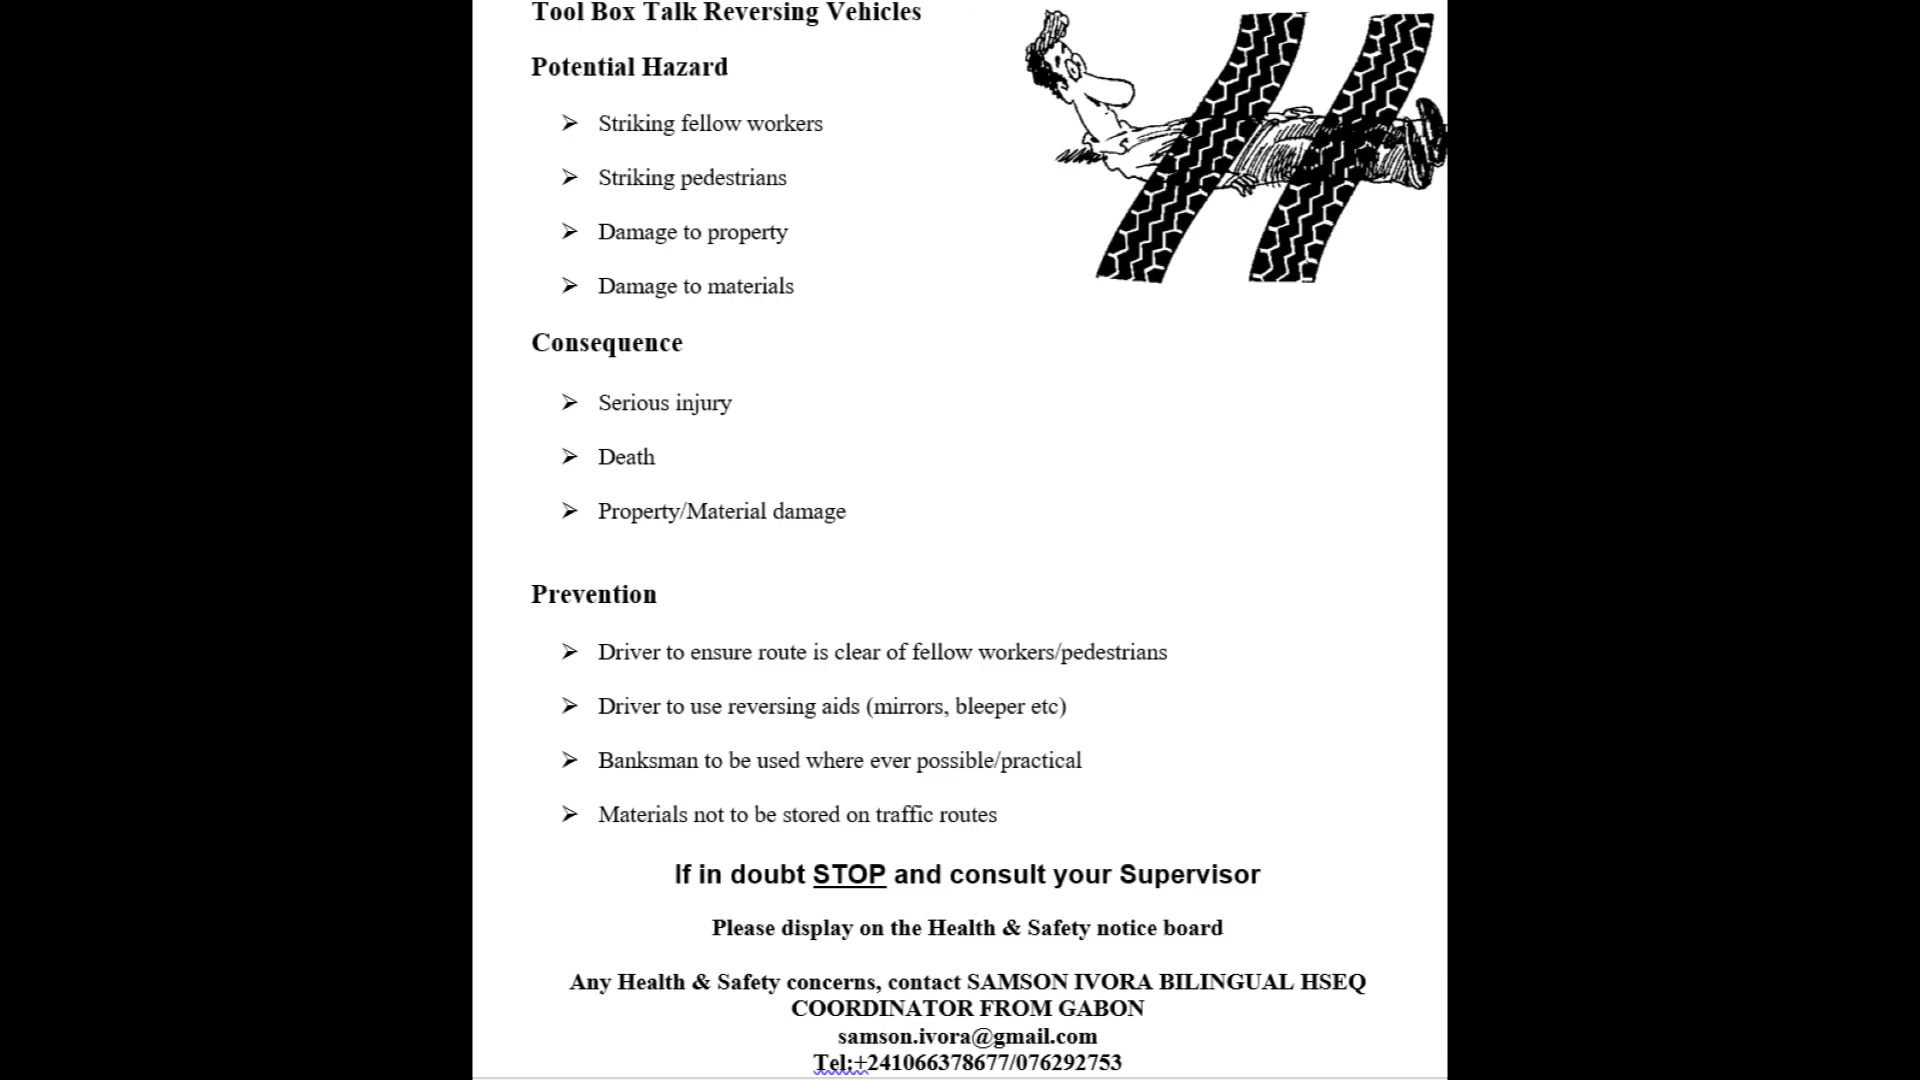 Tool Box Talk Reversing Vehicles
Potential Hazard
➢ Striking fellow workers
➢ Striking pedestrians
➢ Damage to property
➢ Damage to materials
Consequence
➢ Serious injury
➢ Death
➢ Property/Material damage
Prevention
➢ Driver to ensure route is clear of fellow workers/pedestrians
➢ Driver to use reversing aids (mirrors, bleeper etc)
➢ Banksman to be used where ever possible/practical
➢ Materials not to be stored on traffic routes
If in doubt STOP and consult your Supervisor
Please display on the Health & Safety notice board
Any Health & Safety concerns, contact SAMSON IVORA BILINGUAL HSEQ
COORDINATOR FROM GABON
samson.ivora@gmail.com
Tel:+241066378677/076292753